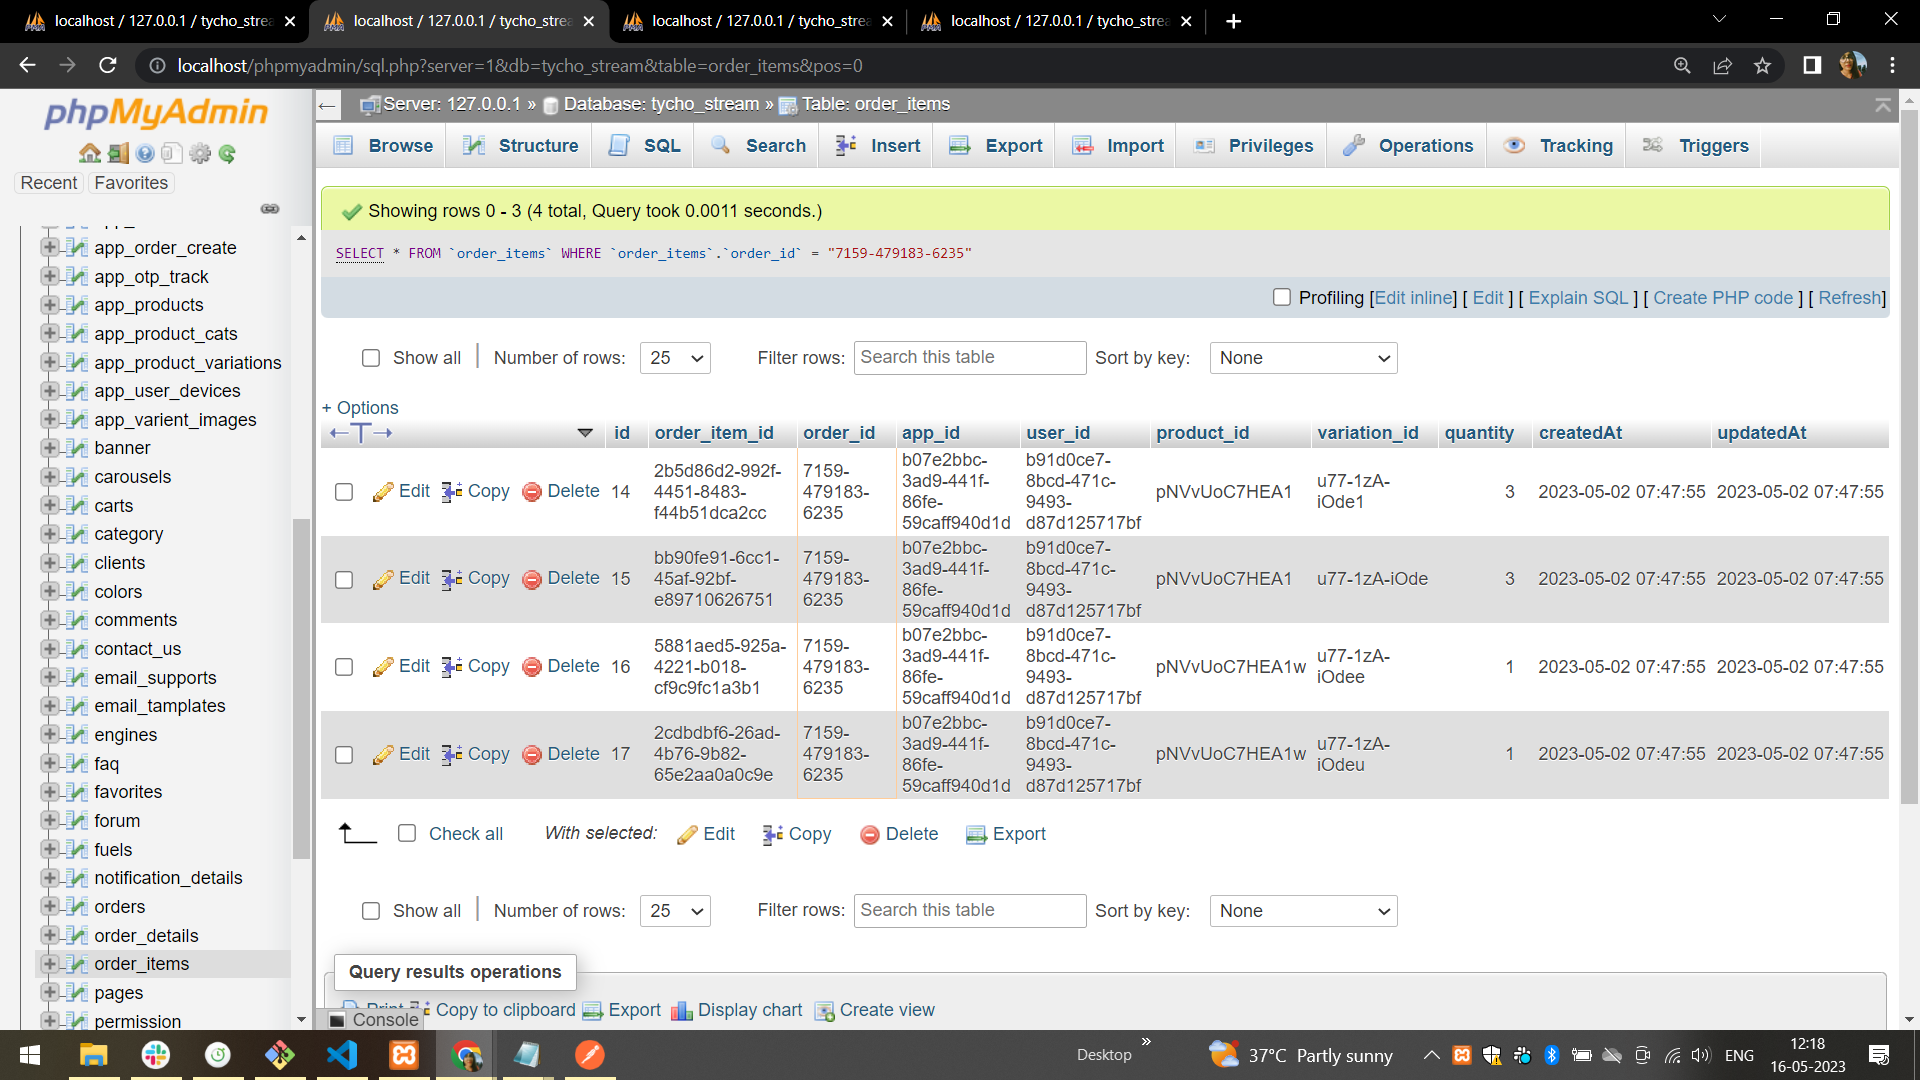 localhost / 127.0.0.1 / tycho_strea
localhost / 127.0.0.1 / tycho_strea
localhost / 127.0.0.1 / tycho_strea
localhost / 127.0.0.1 / tycho_strea
localhost/phpmyadmin/sql.php?server=1&db=tycho_stream&table=order_items&pos=0
phpMyAdmin
Recent Favorites
app_order_create
app_otp_track
app_products
app_product_cats
app_product_variations
app_user_devices
app_varient_images
banner
carousels
carts
category
clients
colors
comments
contact_us
email_supports
email_tamplates
engines
faq
favorites
forum
fuels
notification_details
orders
order_details
order_items
pages
permission
Server: 127.0.0.1 » Database: tycho_stream » Table: order_items
Browse Structure SQL Search Insert Export Import Privileges Operations Tracking Triggers
Showing rows 0 - 3 (4 total, Query took 0.0011 seconds.)
SELECT * FROM `order_items` WHERE `order_items`.`order_id` = "7159-479183-6235"
Profiling [Edit inline] [ Edit ] [ Explain SQL ] [ Create PHP code ] [ Refresh]
Show all | Number of rows: 25 Filter rows: Search this table Sort by key: None
+ Options
←T→ id order_item_id order_id app_id user_id product_id variation_id quantity createdAt updatedAt
Edit Copy Delete 14 2b5d86d2-992f-4451-8483-f44b51dca2cc 7159-479183-6235 b07e2bbc-3ad9-441f-86fe-59caff940d1d b91d0ce7-8bcd-471c-9493-d87d125717bf pNVvUoC7HEA1 u77-1zA-iOde1 3 2023-05-02 07:47:55 2023-05-02 07:47:55
Edit Copy Delete 15 bb90fe91-6cc1-45af-92bf-e89710626751 7159-479183-6235 b07e2bbc-3ad9-441f-86fe-59caff940d1d b91d0ce7-8bcd-471c-9493-d87d125717bf pNVvUoC7HEA1 u77-1zA-iOde 3 2023-05-02 07:47:55 2023-05-02 07:47:55
Edit Copy Delete 16 5881aed5-925a-4221-b018-cf9c9fc1a3b1 7159-479183-6235 b07e2bbc-3ad9-441f-86fe-59caff940d1d b91d0ce7-8bcd-471c-9493-d87d125717bf pNVvUoC7HEA1w u77-1zA-iOdee 1 2023-05-02 07:47:55 2023-05-02 07:47:55
Edit Copy Delete 17 2cdbdbf6-26ad-4b76-9b82-65e2aa0a0c9e 7159-479183-6235 b07e2bbc-3ad9-441f-86fe-59caff940d1d b91d0ce7-8bcd-471c-9493-d87d125717bf pNVvUoC7HEA1w u77-1zA-iOdeu 1 2023-05-02 07:47:55 2023-05-02 07:47:55
Check all With selected: Edit Copy Delete Export
Show all | Number of rows: 25 Filter rows: Search this table Sort by key: None
Query results operations
Print Copy to clipboard Export Display chart Create view
Console
Desktop » 37°C Partly sunny ENG 12:18
16-05-2023